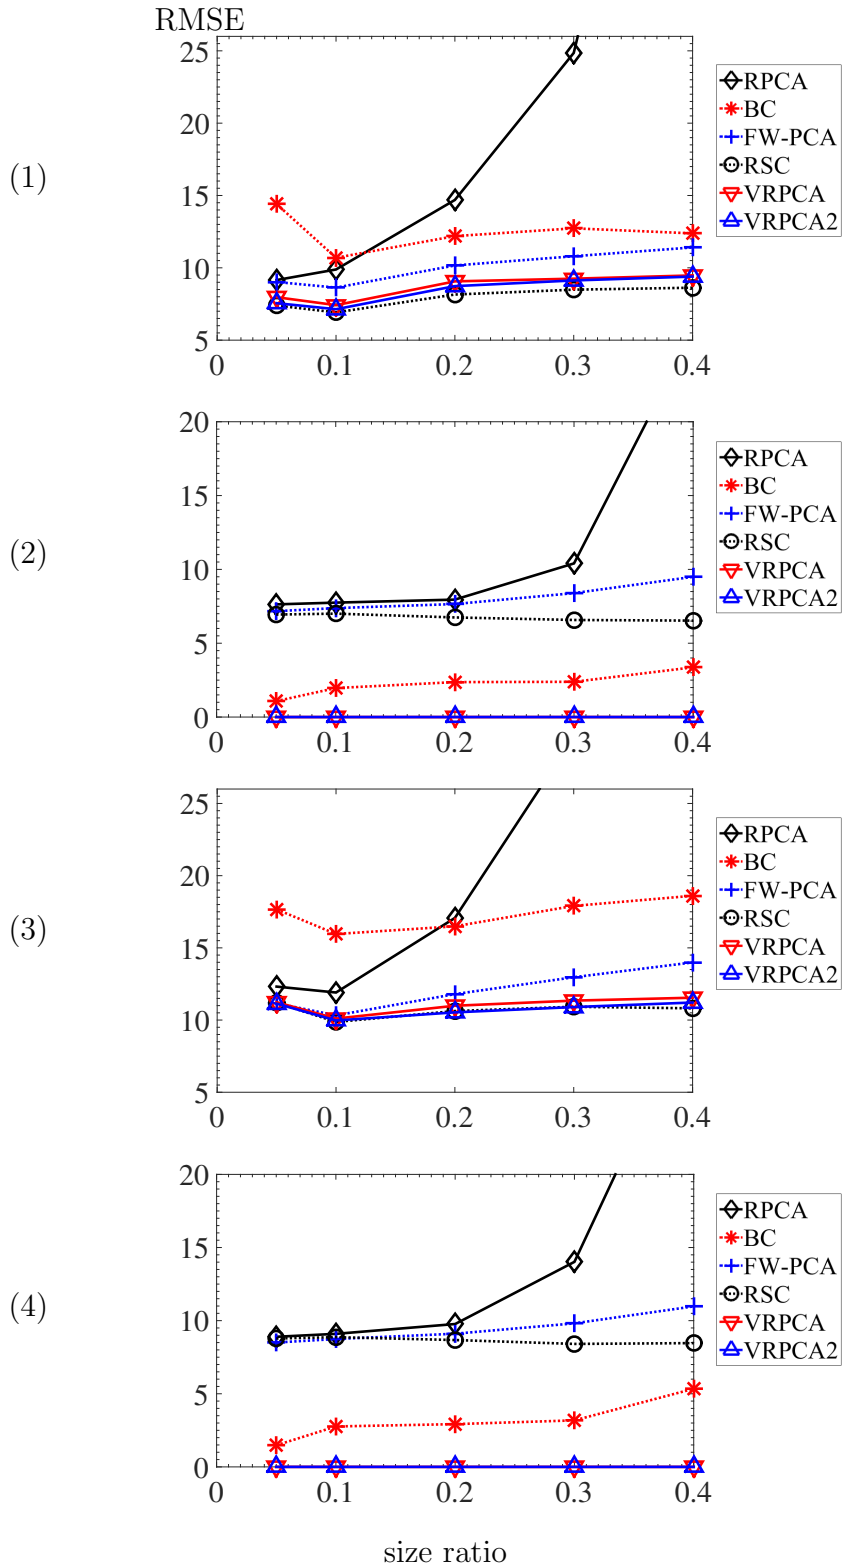 RMSE
(1)
25
20
15
10
5
0 0.1 0.2 0.3 0.4
RPCA
BC
FW-PCA
RSC
VRPCA
VRPCA2
(2)
20
15
10
5
0
0 0.1 0.2 0.3 0.4
RPCA
BC
FW-PCA
RSC
VRPCA
VRPCA2
(3)
25
20
15
10
5
0 0.1 0.2 0.3 0.4
RPCA
BC
FW-PCA
RSC
VRPCA
VRPCA2
(4)
20
15
10
5
0
0 0.1 0.2 0.3 0.4
RPCA
BC
FW-PCA
RSC
VRPCA
VRPCA2
size ratio